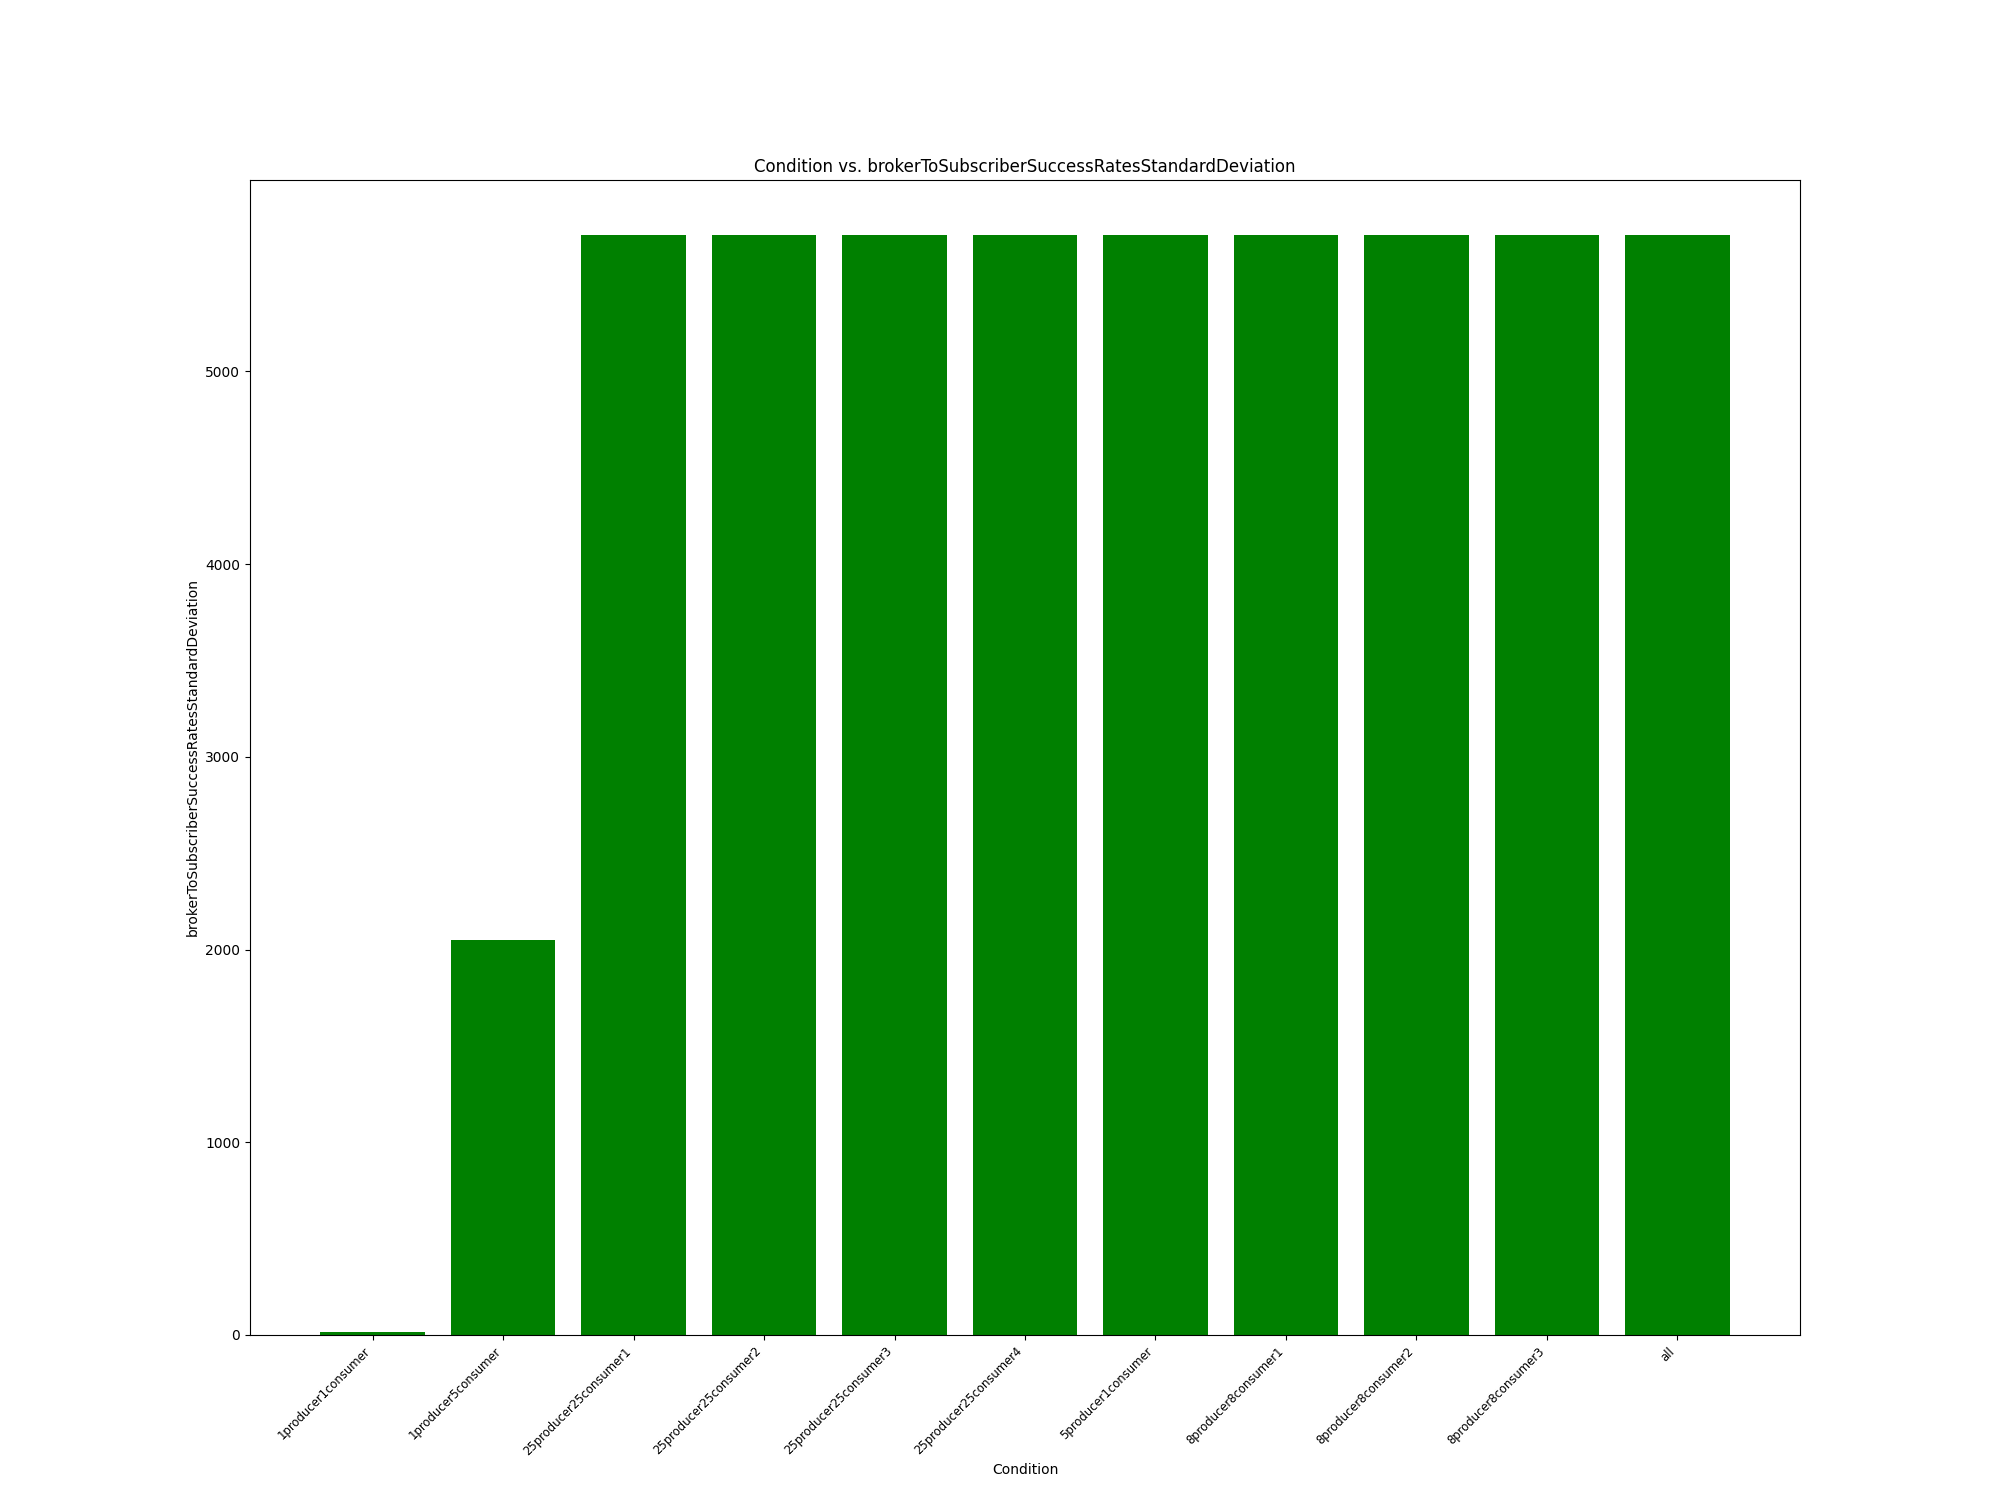 Condition vs. brokerToSubscriberSuccessRatesStandardDeviation
brokerToSubscriberSuccessRatesStandardDeviation
5000
4000
3000
2000
1000
0
1producer1consumer
1producer5consumer
25producer25consumer1
25producer25consumer2
25producer25consumer3
25producer25consumer4
5producer1consumer
8producer8consumer1
8producer8consumer2
8producer8consumer3
all
Condition